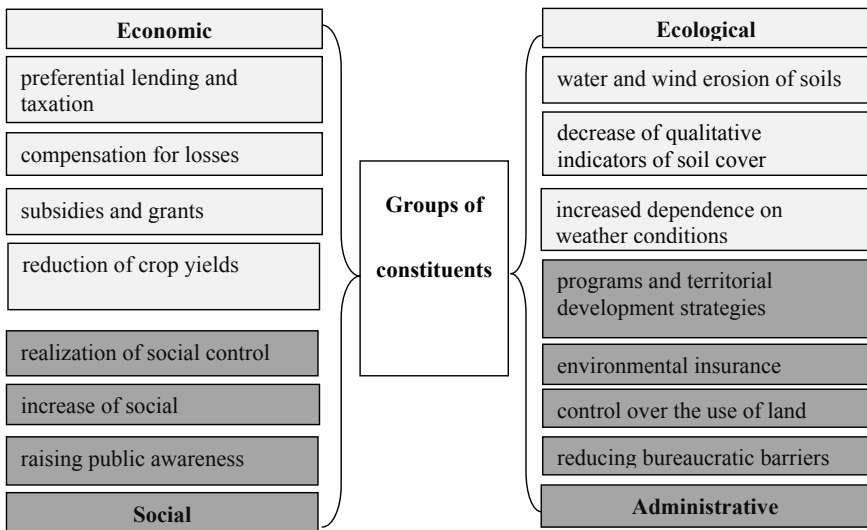 Economic
preferential lending and
taxation
compensation for losses
subsidies and grants
reduction of crop yields
realization of social control
increase of social
raising public awareness
Social
Groups of
constituents
Ecological
water and wind erosion of soils
decrease of qualitative
indicators of soil cover
increased dependence on
weather conditions
programs and territorial
development strategies
environmental insurance
control over the use of land
reducing bureaucratic barriers
Administrative